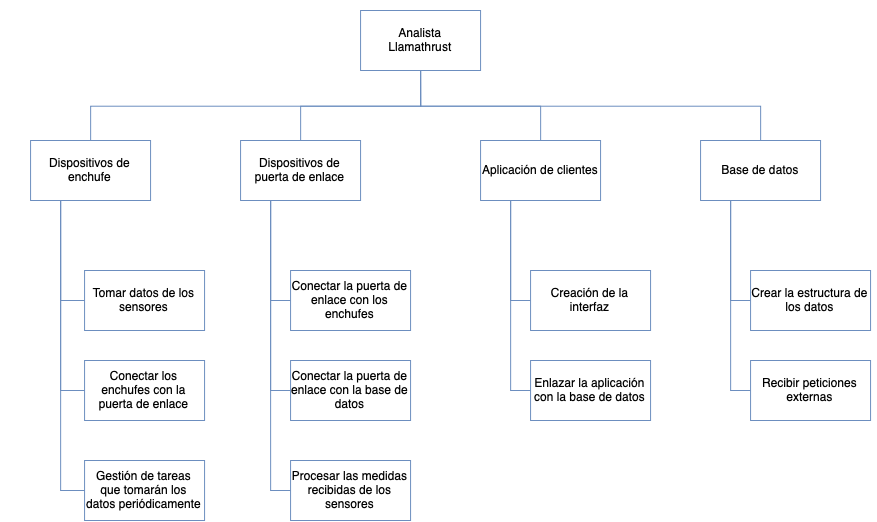 Analista
Llamathrust
Dispositivos de
enchufe
Dispositivos de
puerta de enlace
Aplicación de clientes
Base de datos
Tomar datos de los
sensores
Conectar la puerta de
enlace con los
enchufes
Creación de la
interfaz
Crear la estructura de
los datos
Conectar los
enchufes con la
puerta de enlace
Conectar la puerta de
enlace con la base de
datos
Enlazar la aplicación
con la base de datos
Recibir peticiones
externas
Gestión de tareas
que tomarán los
datos periódicamente
Procesar las medidas
recibidas de los
sensores